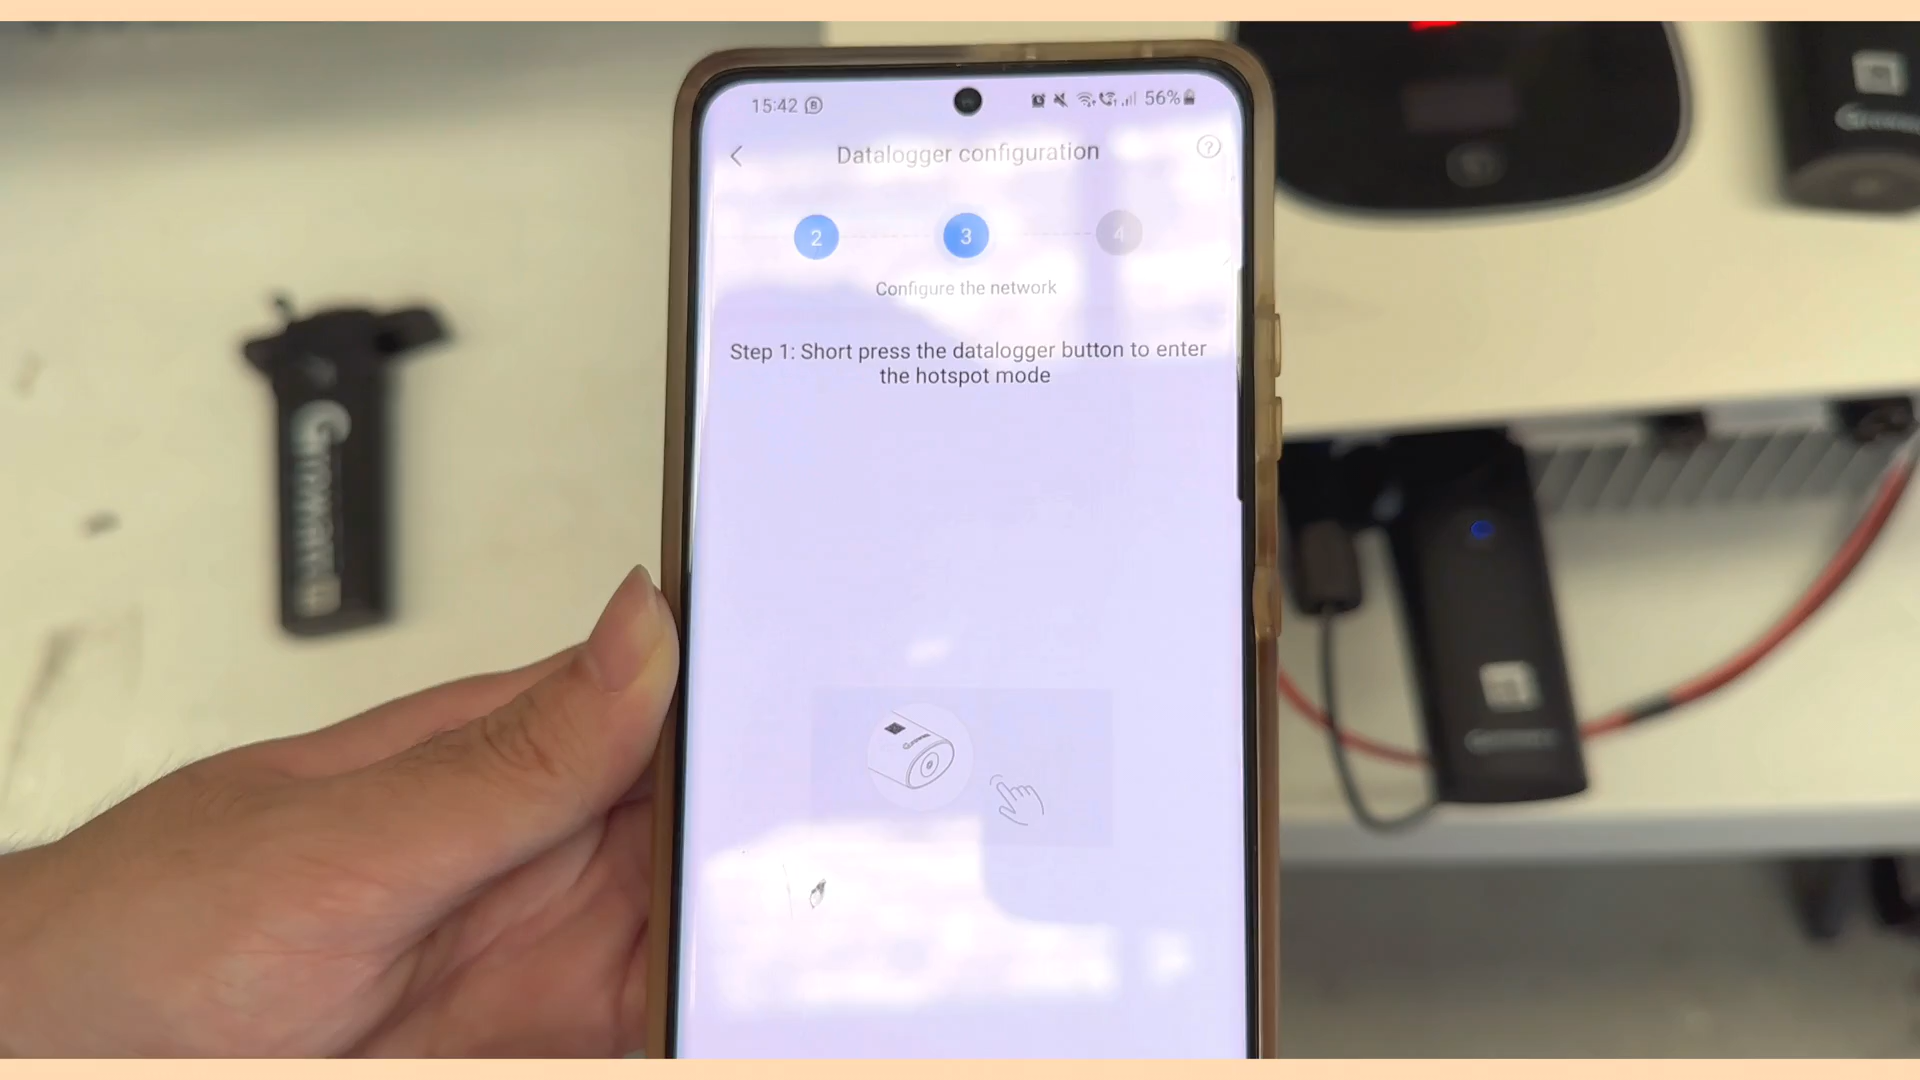 15:42
56%
Datalogger configuration
?
2
3
4
Configure the network
Step 1: Short press the datalogger button to enter
the hotspot mode